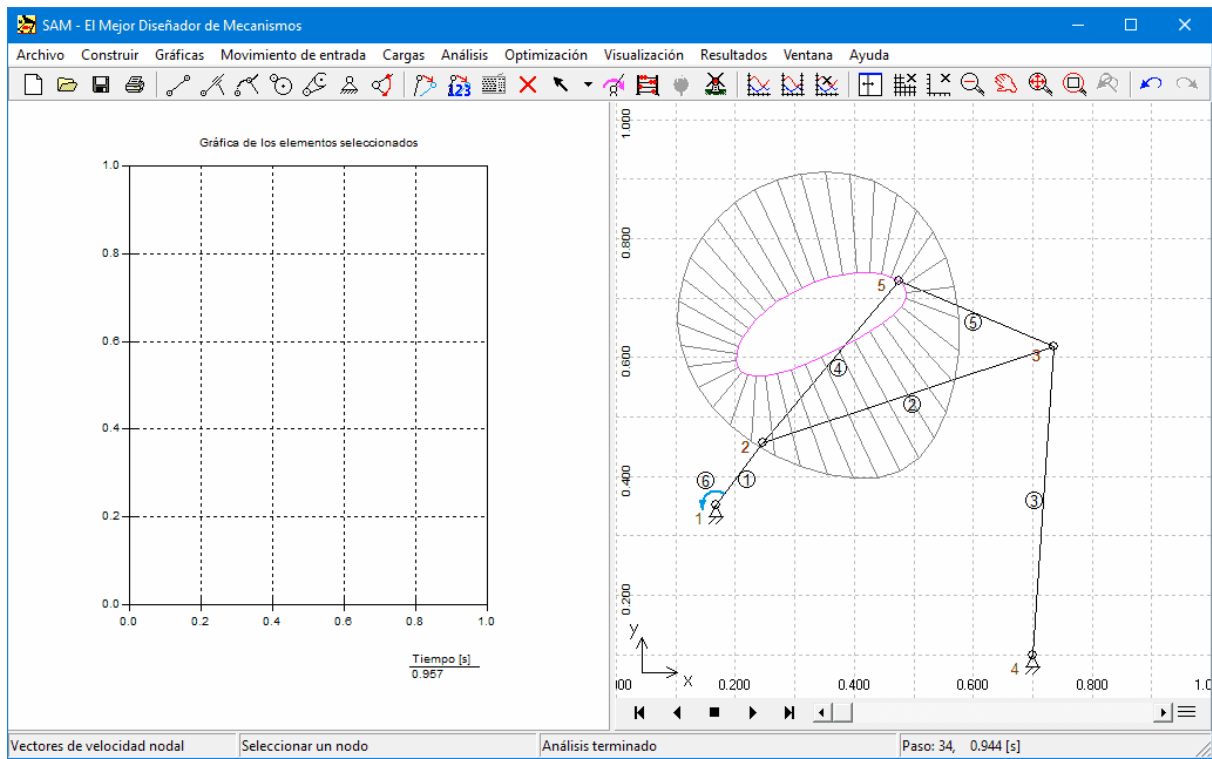 SAM - El Mejor Diseñador de Mecanismos
Archivo Construir Gráficas Movimiento de entrada Cargas Análisis Optimización Visualización Resultados Ventana Ayuda
123
Gráfica de los elementos seleccionados
1.0
0.8
0.6
0.4
0.2
0.0
0.0 0.2 0.4 0.6 0.8 1.0
Tiempo [s]
0.957
1.000
0.800
0.600
0.400
0.200
5
5
3
4
2
2
6
1
1
3
4
y
x
00 0.200 0.400 0.600 0.800 1.0
Vectores de velocidad nodal Seleccionar un nodo Análisis terminado Paso: 34, 0.944 [s]